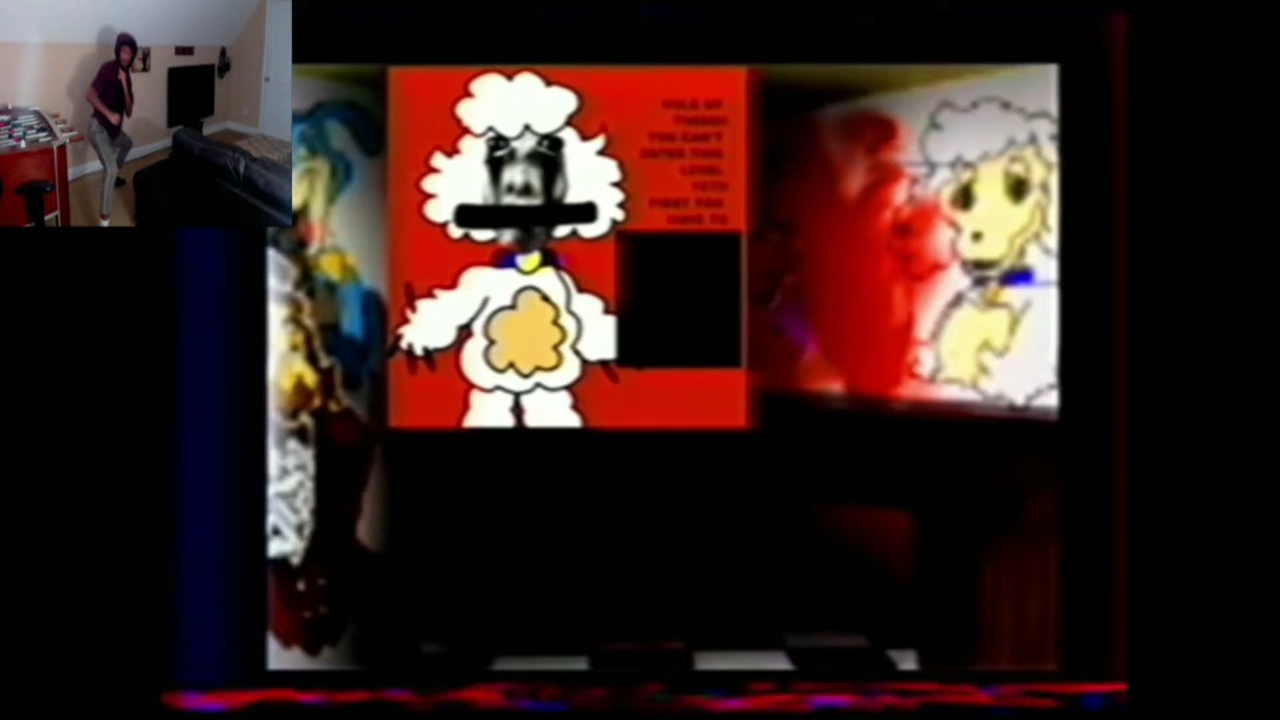 HOLD UP
THERE!!
YOU CAN'T
ENTER THIS
LEVEL
YET!!
FIRST YOU
HAVE TO